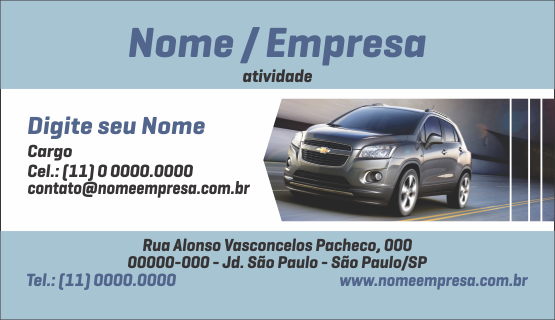 Nome / Empresa
atividade
Digite seu Nome
Cargo
Cel.: (11) 0 0000.0000
contato@nomeempresa.com.br
Rua Alonso Vasconcelos Pacheco, 000
00000-000 - Jd. São Paulo - São Paulo/SP
Tel.: (11) 0000.0000
www.nomeempresa.com.br